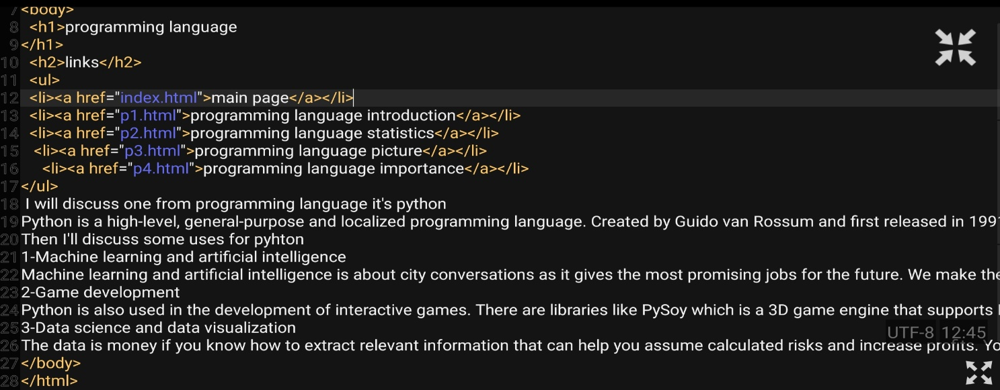 7 <body>
8 <h1>programming language
9 </h1>
10 <h2>links</h2>
11 <ul>
12 <li><a href="index.html">main page</a></li>
13 <li><a href="p1.html">programming language introduction</a></li>
14 <li><a href="p2.html">programming language statistics</a></li>
15 <li><a href="p3.html">programming language picture</a></li>
16 <li><a href="p4.html">programming language importance</a></li>
17 </ul>
18 I will discuss one from programming language it's python
19 Python is a high-level, general-purpose and localized programming language. Created by Guido van Rossum and first released in 1991
20 Then I'll discuss some uses for pyhton
21 1-Machine learning and artificial intelligence
22 Machine learning and artificial intelligence is about city conversations as it gives the most promising jobs for the future. We make the
23 2-Game development
24 Python is also used in the development of interactive games. There are libraries like PySoy which is a 3D game engine that supports
25 3-Data science and data visualization
UTF-8 12:45
26 The data is money if you know how to extract relevant information that can help you assume calculated risks and increase profits. Yo
27 </body>
28 </html>